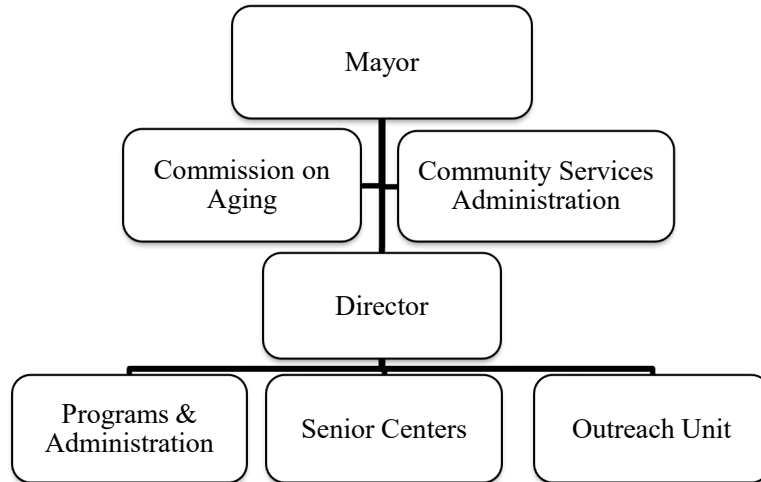 Mayor
Commission on
Aging
Community Services
Administration
Director
Programs &
Administration
Senior Centers
Outreach Unit